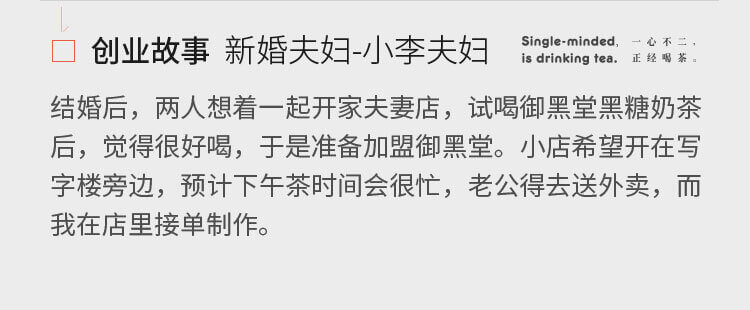 创业故事 新婚夫妇-小李夫妇
Single-minded, 一心不二，
is drinking tea. 正经喝茶。
结婚后，两人想着一起开家夫妻店，试喝御黑堂黑糖奶茶
后，觉得很好喝，于是准备加盟御黑堂。小店希望开在写
字楼旁边，预计下午茶时间会很忙，老公得去送外卖，而
我在店里接单制作。